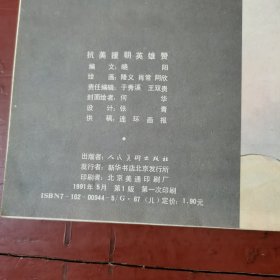 抗美援朝英雄赞
编 文：晓 阳
绘画：隆义 肖常 阿欣
责任编辑：于秀溪 王双贵
封面绘者：何 华
设 计：张 青
供稿：连环画报
出版者：人民美术出版社
发行者：新华书店北京发行所
印刷者：北京美通印刷厂
1991年5月 第1版 第一次印刷
ISBN7-102-00944-5/G·67（儿）定价：1.90元